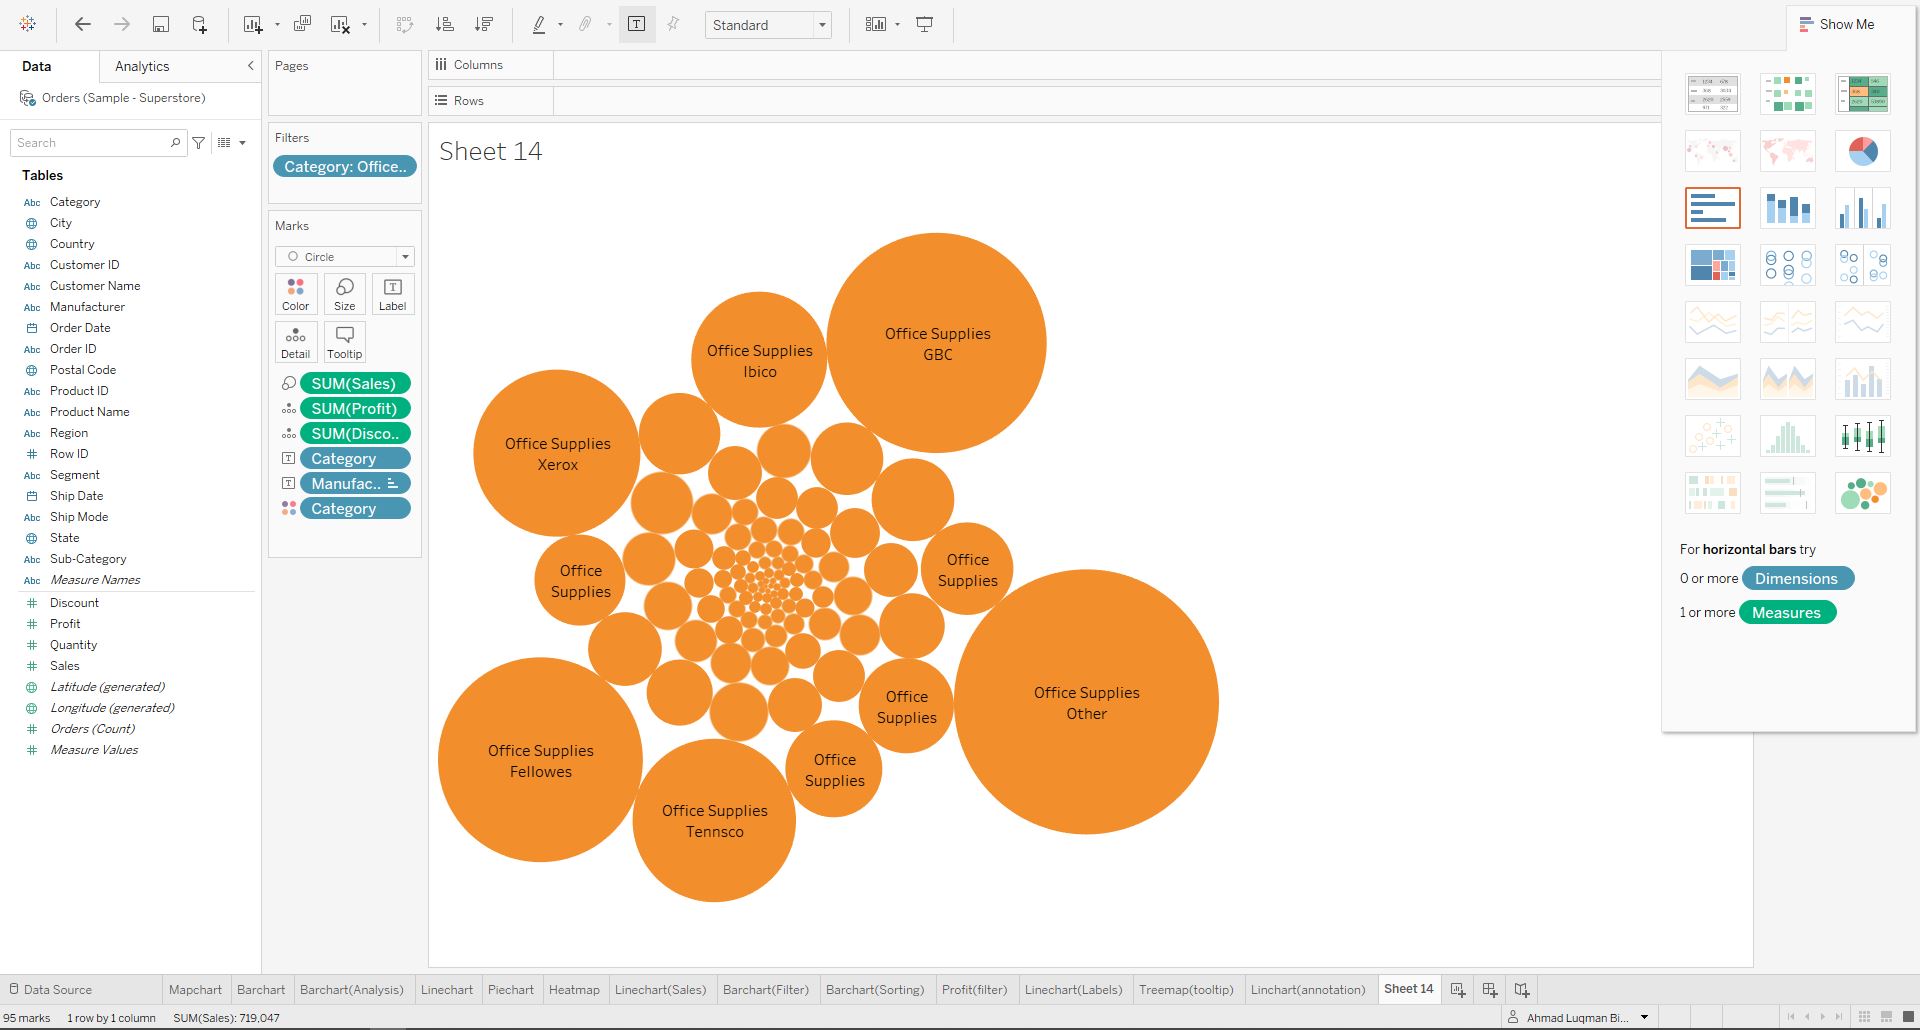 Standard
Show Me
Data
Analytics
Orders (Sample - Superstore)
Search
Tables
Abc Category
City
Country
Abc Customer ID
Abc Customer Name
Abc Manufacturer
Order Date
Abc Order ID
Postal Code
Abc Product ID
Abc Product Name
Abc Region
# Row ID
Abc Segment
Ship Date
Abc Ship Mode
State
Abc Sub-Category
Abc Measure Names
# Discount
# Profit
# Quantity
# Sales
Latitude (generated)
Longitude (generated)
# Orders (Count)
# Measure Values
Pages
Filters
Category: Office..
Marks
Circle
Color Size Label
Detail Tooltip
SUM(Sales)
SUM(Profit)
SUM(Disco..
Category
Manufac..
Category
Columns
Rows
Sheet 14
Office Supplies
GBC
Office Supplies
Ibico
Office Supplies
Xerox
Office
Supplies
Office
Supplies
Office Supplies
Other
Office
Supplies
Office Supplies
Fellowes
Office
Supplies
Office Supplies
Tennsco
For horizontal bars try
0 or more Dimensions
1 or more Measures
Data Source Mapchart Barchart Barchart(Analysis) Linechart Piechart Heatmap Linechart(Sales) Barchart(Filter) Barchart(Sorting) Profit(filter) Linechart(Labels) Treemap(tooltip) Linchart(annotation) Sheet 14
95 marks 1 row by 1 column SUM(Sales): 719,047 Ahmad Luqman Bi...